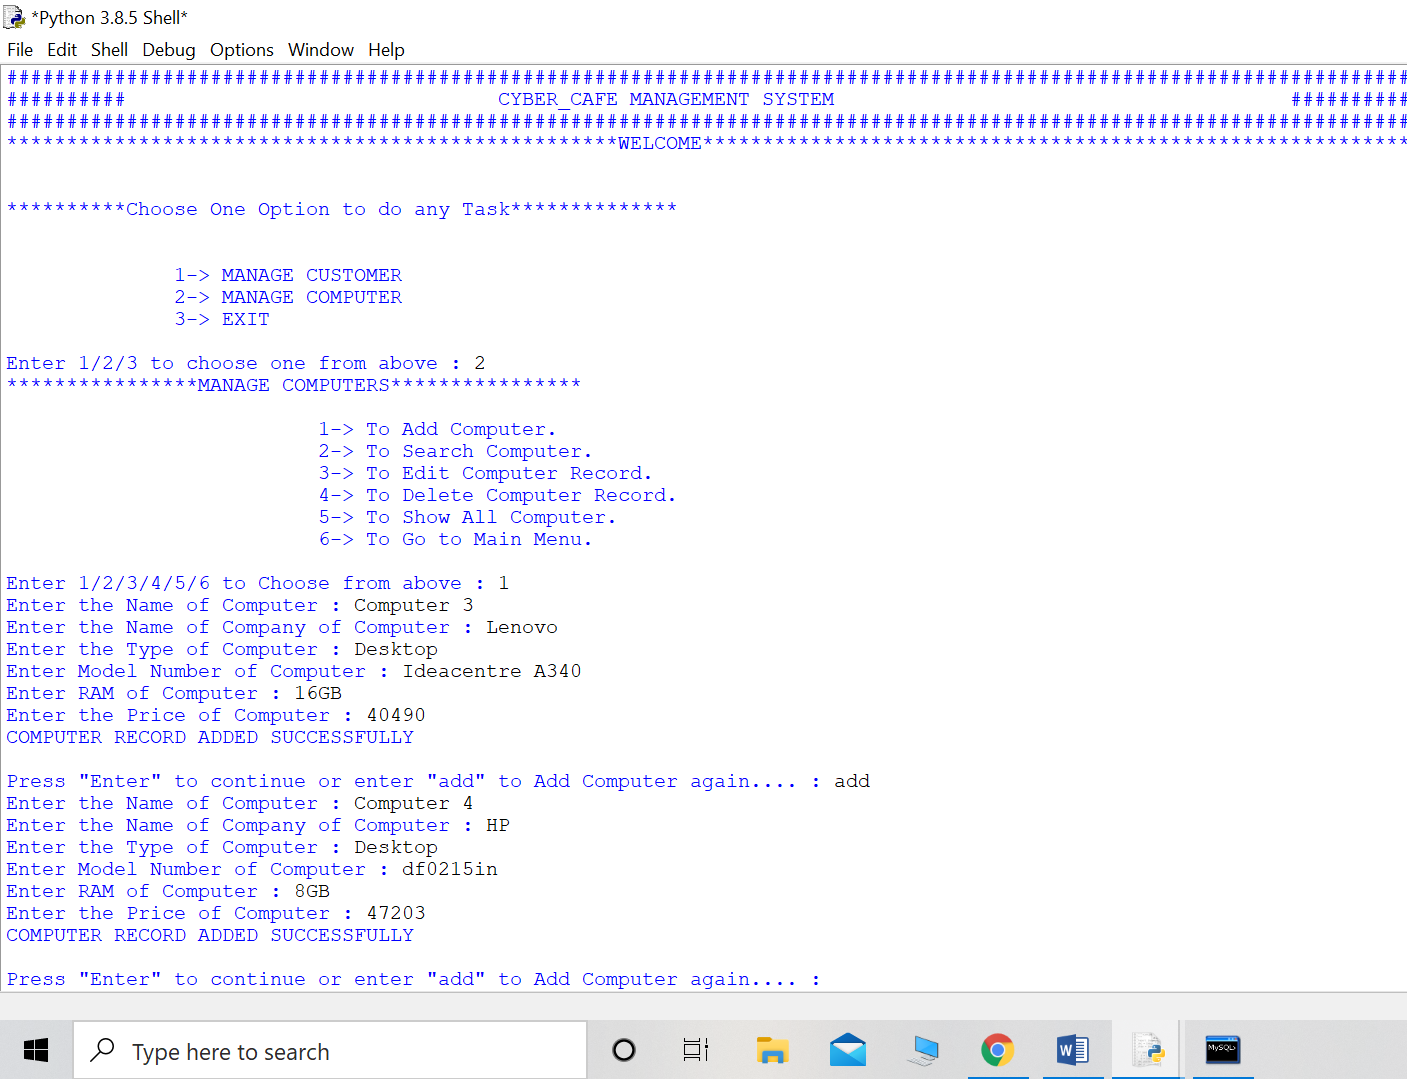 *Python 3.8.5 Shell*
File Edit Shell Debug Options Window Help
#####################################################################################################################
########## CYBER_CAFE MANAGEMENT SYSTEM ##########
#####################################################################################################################
***************************************************WELCOME***********************************************************
**********Choose One Option to do any Task**************
1-> MANAGE CUSTOMER
2-> MANAGE COMPUTER
3-> EXIT
Enter 1/2/3 to choose one from above : 2
****************MANAGE COMPUTERS****************
1-> To Add Computer.
2-> To Search Computer.
3-> To Edit Computer Record.
4-> To Delete Computer Record.
5-> To Show All Computer.
6-> To Go to Main Menu.
Enter 1/2/3/4/5/6 to Choose from above : 1
Enter the Name of Computer : Computer 3
Enter the Name of Company of Computer : Lenovo
Enter the Type of Computer : Desktop
Enter Model Number of Computer : Ideacentre A340
Enter RAM of Computer : 16GB
Enter the Price of Computer : 40490
COMPUTER RECORD ADDED SUCCESSFULLY
Press "Enter" to continue or enter "add" to Add Computer again.... : add
Enter the Name of Computer : Computer 4
Enter the Name of Company of Computer : HP
Enter the Type of Computer : Desktop
Enter Model Number of Computer : df0215in
Enter RAM of Computer : 8GB
Enter the Price of Computer : 47203
COMPUTER RECORD ADDED SUCCESSFULLY
Press "Enter" to continue or enter "add" to Add Computer again.... :
Type here to search
W
MySQL>